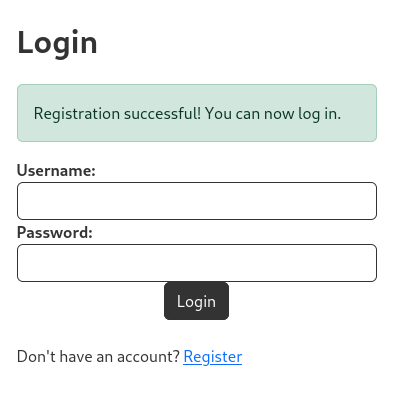 Login
Registration successful! You can now log in.
Username:
Password:
Login
Don't have an account? Register